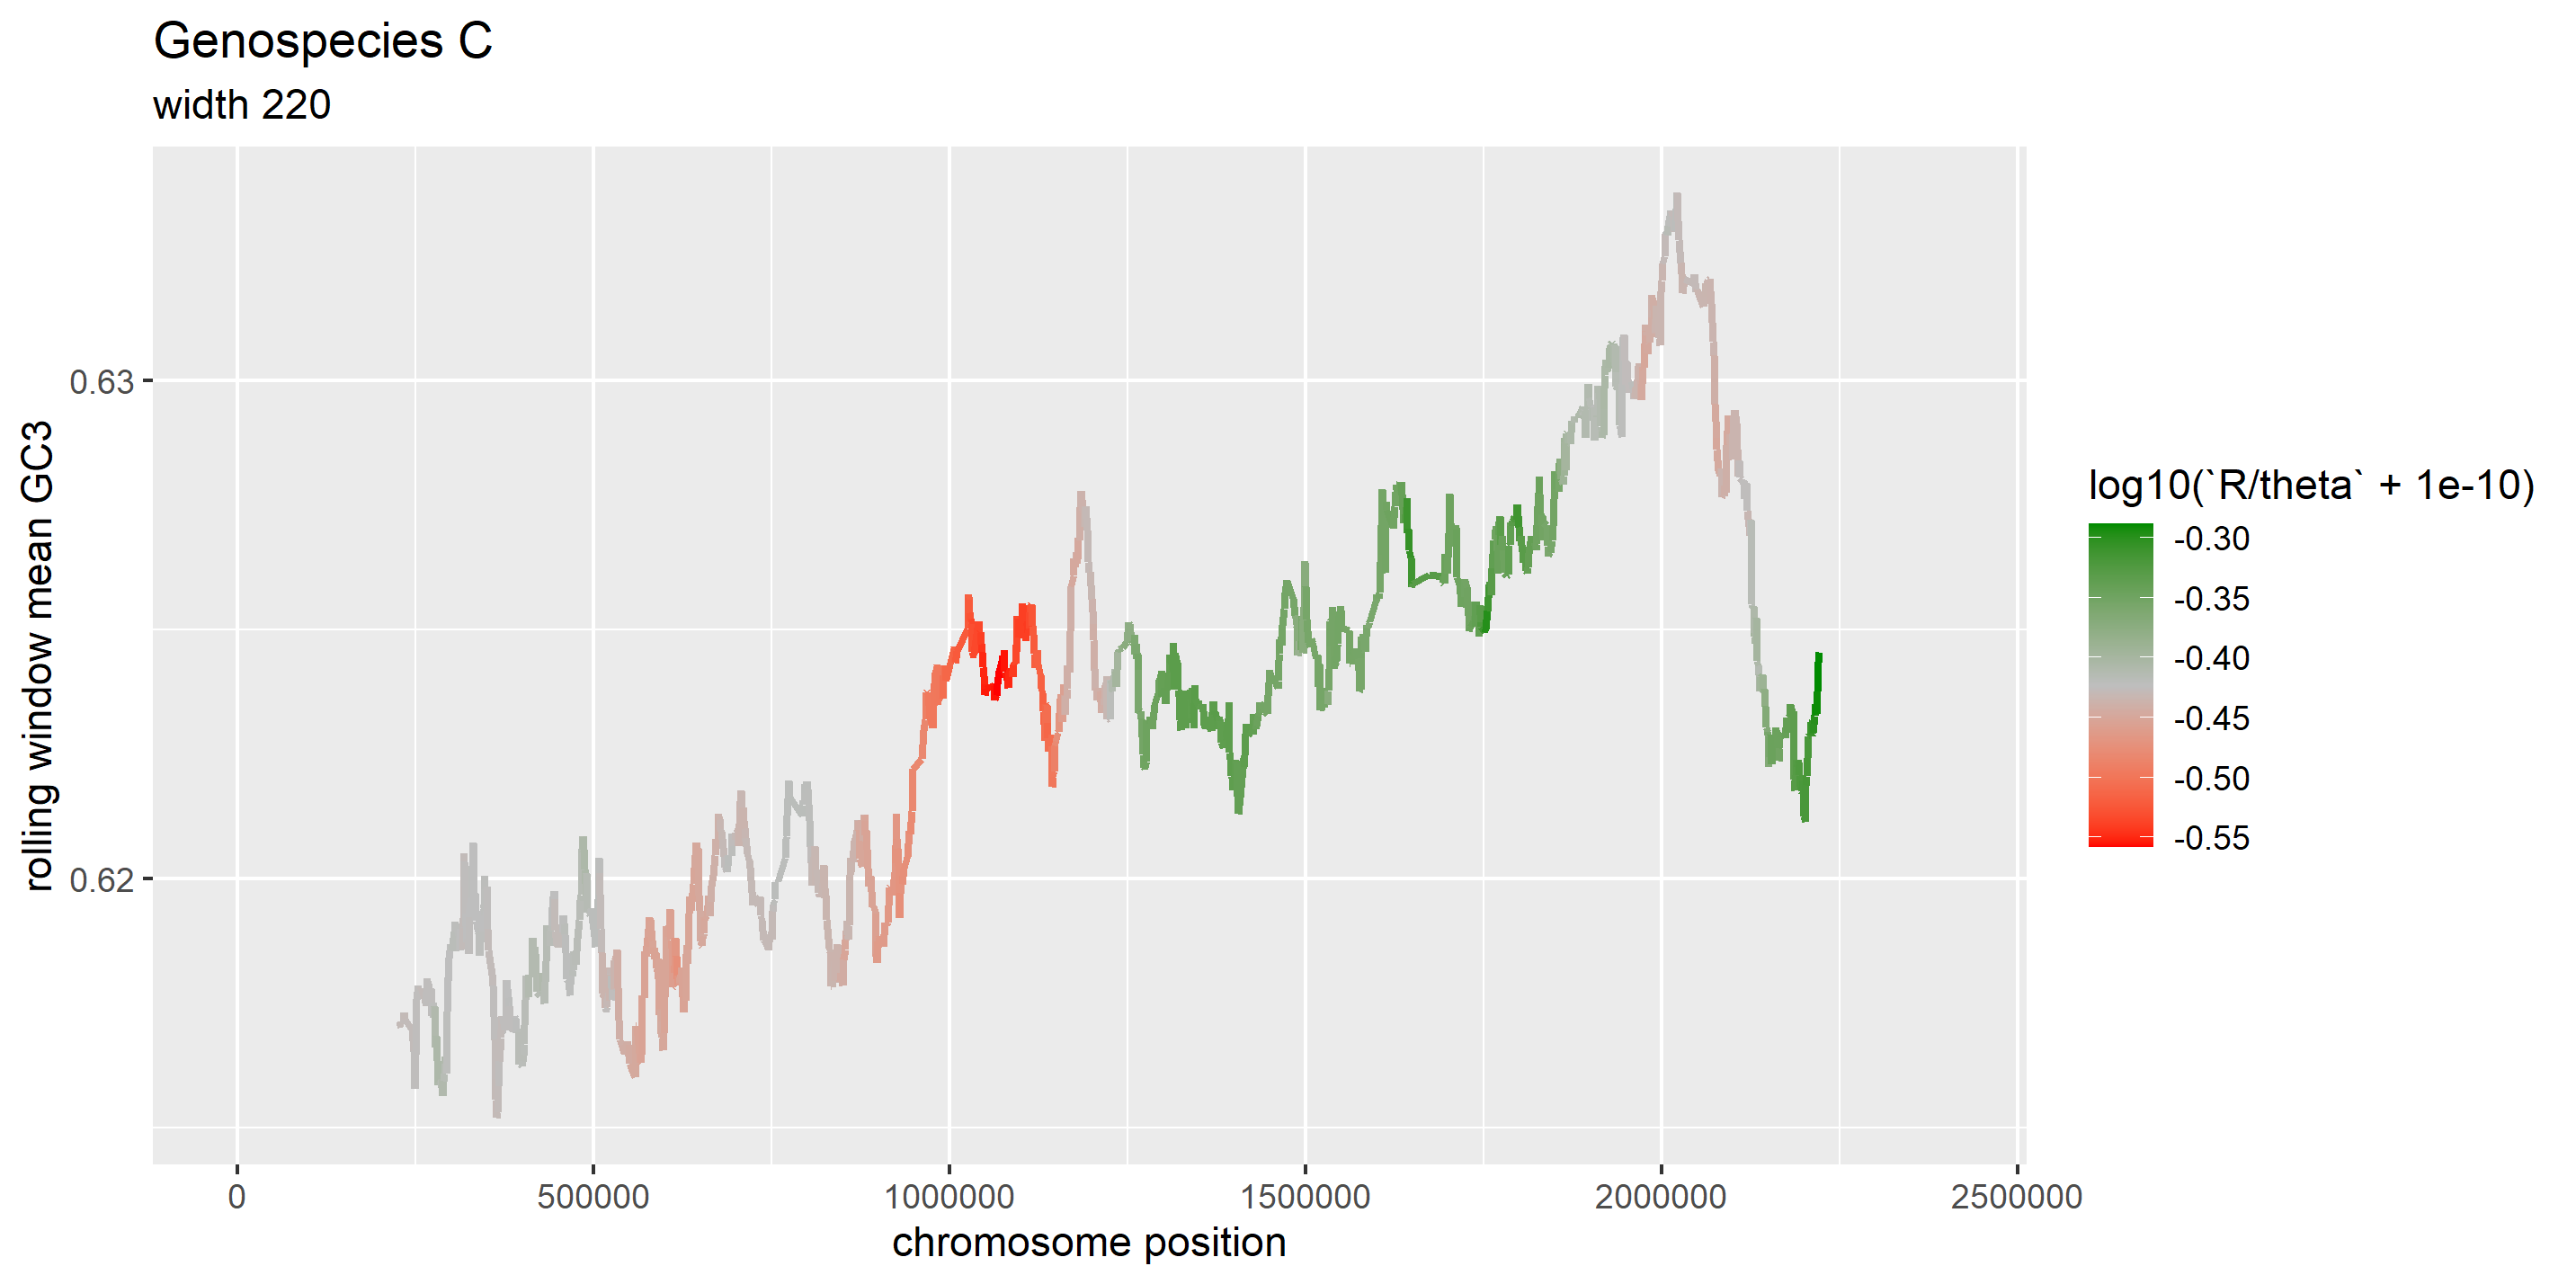 Genospecies C
width 220
rolling window mean GC3
0.63
0.62
0
500000
1000000
1500000
2000000
2500000
chromosome position
log10(`R/theta` + 1e-10)
-0.30
-0.35
-0.40
-0.45
-0.50
-0.55